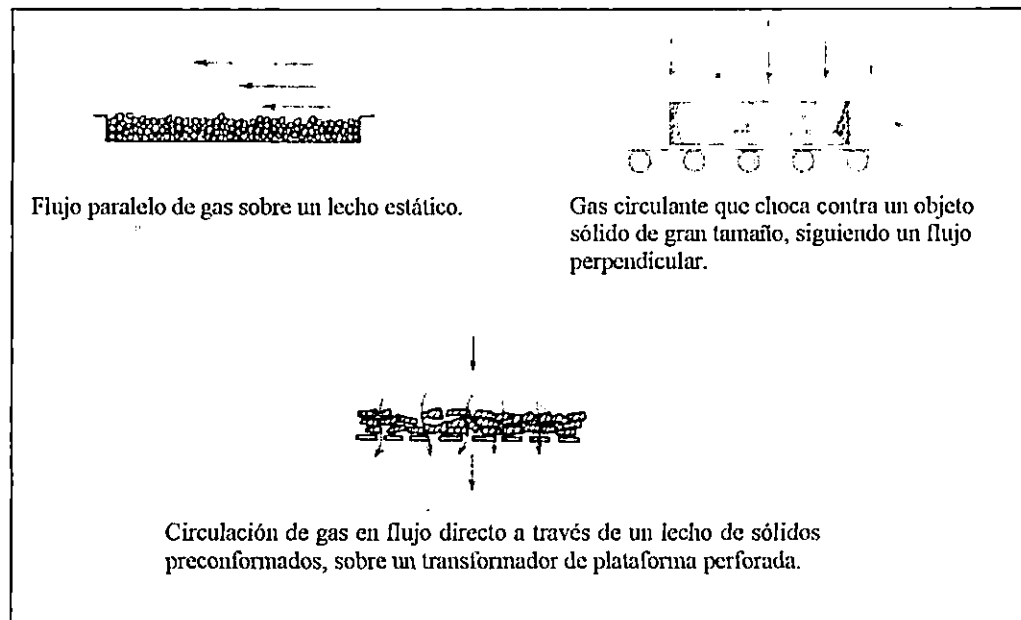 Flujo paralelo de gas sobre un lecho estático.
Gas circulante que choca contra un objeto
sólido de gran tamaño, siguiendo un flujo
perpendicular.
Circulación de gas en flujo directo a través de un lecho de sólidos
preconformados, sobre un transformador de plataforma perforada.